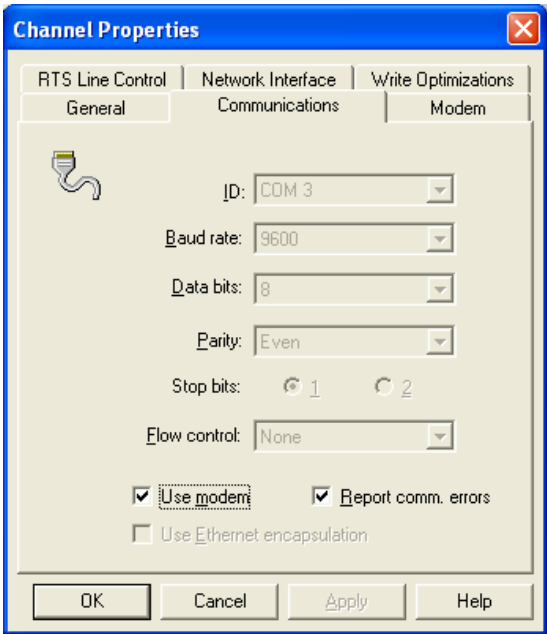 Channel Properties
RTS Line Control Network Interface Write Optimizations
General Communications Modem
ID: COM 3
Baud rate: 9600
Data bits: 8
Parity: Even
Stop bits: 1 2
Flow control: None
Use modem Report comm. errors
Use Ethernet encapsulation
OK Cancel Apply Help